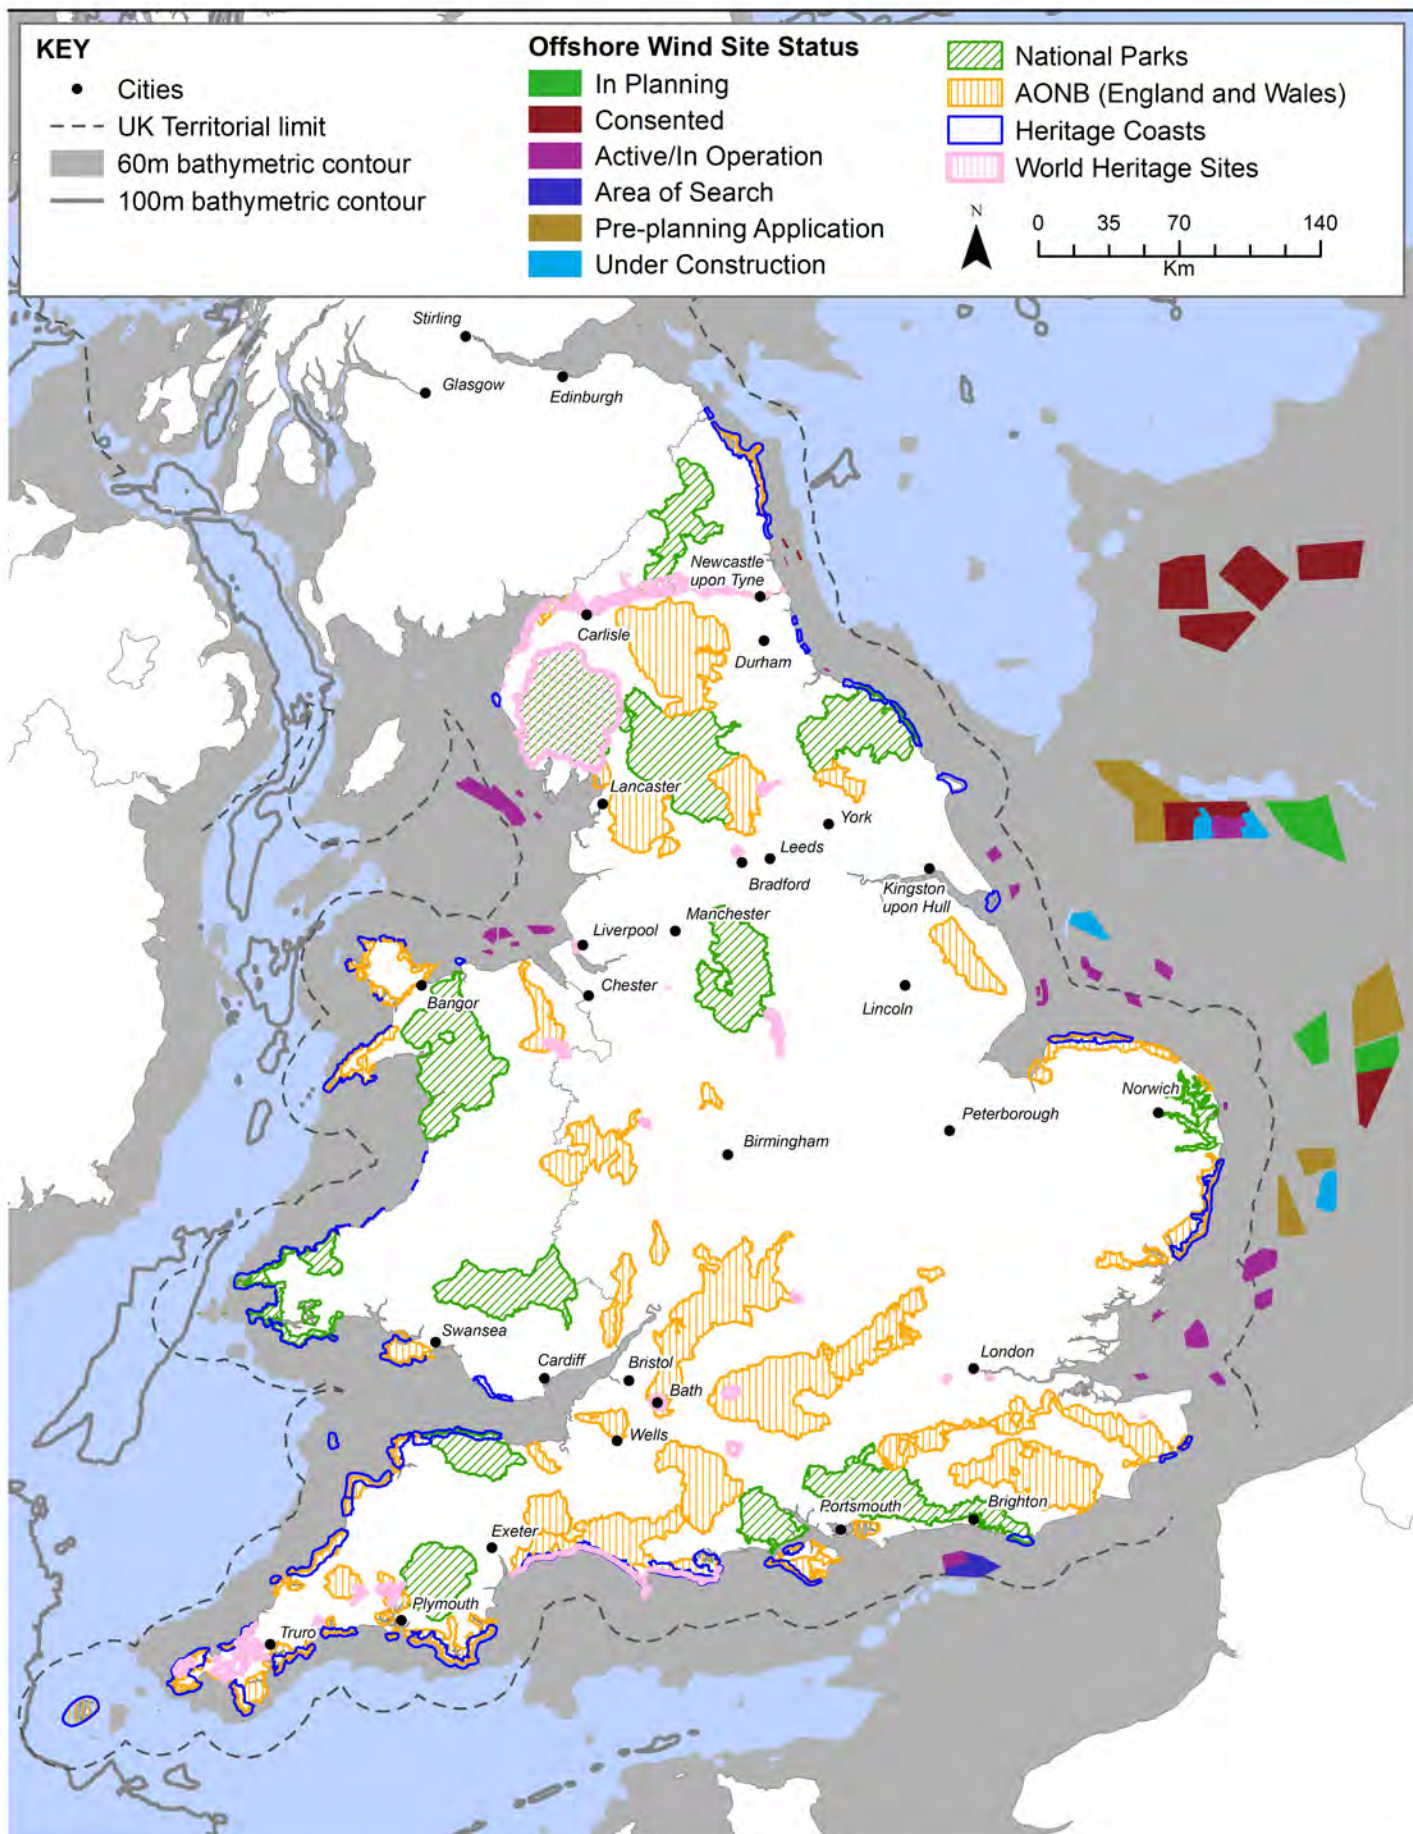 KEY
Cities
UK Territorial limit
60m bathymetric contour
100m bathymetric contour
Offshore Wind Site Status
In Planning
Consented
Active/In Operation
Area of Search
Pre-planning Application
Under Construction
National Parks
AONB (England and Wales)
Heritage Coasts
World Heritage Sites
N
0 35 70 140
Km
Stirling
Glasgow
Edinburgh
Newcastle
upon Tyne
Carlisle
Durham
Lancaster
York
Leeds
Bradford
Kingston
upon Hull
Manchester
Liverpool
Chester
Bangor
Lincoln
Norwich
Peterborough
Birmingham
Swansea
Cardiff
Bristol
London
Bath
Wells
Portsmouth
Brighton
Exeter
Plymouth
Truro